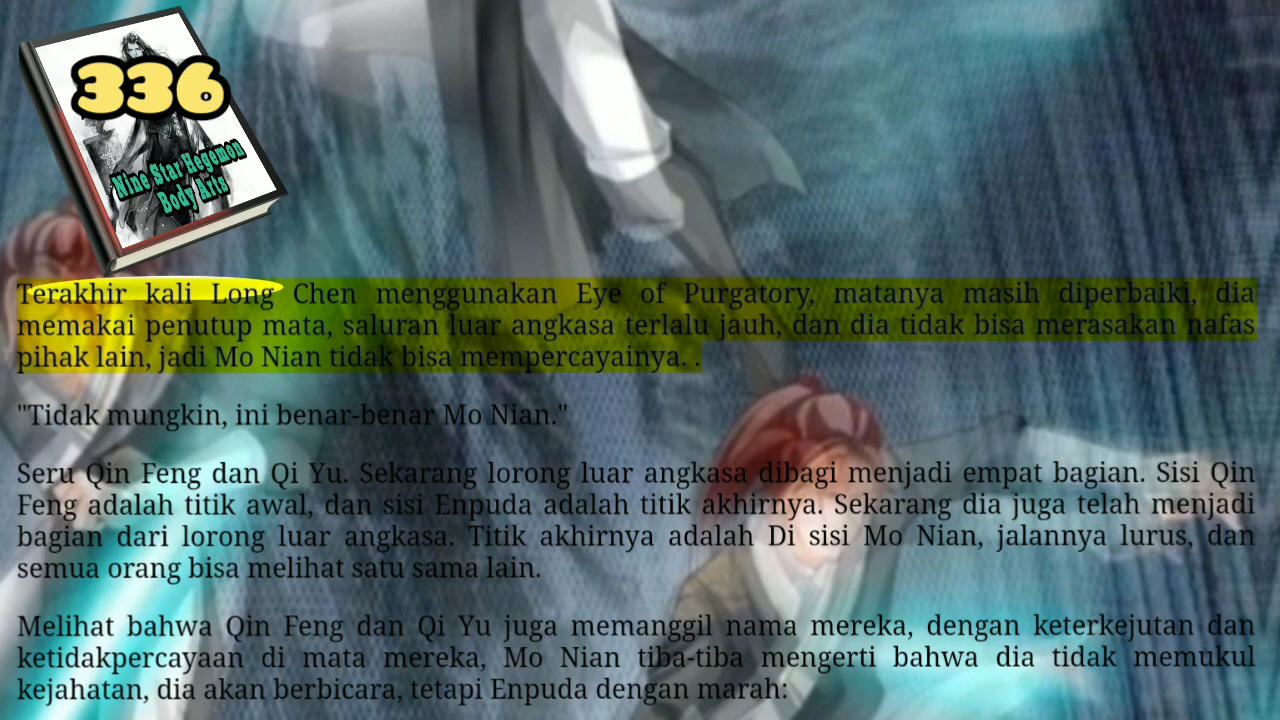 336
Nine Star Hegemon
Body Arts
Terakhir kali Long Chen menggunakan Eye of Purgatory, matanya masih diperbaiki, dia
memakai penutup mata, saluran luar angkasa terlalu jauh, dan dia tidak bisa merasakan nafas
pihak lain, jadi Mo Nian tidak bisa mempercayainya. .
"Tidak mungkin, ini benar-benar Mo Nian."
Seru Qin Feng dan Qi Yu. Sekarang lorong luar angkasa dibagi menjadi empat bagian. Sisi Qin
Feng adalah titik awal, dan sisi Enpuda adalah titik akhirnya. Sekarang dia juga telah menjadi
bagian dari lorong luar angkasa. Titik akhirnya adalah Di sisi Mo Nian, jalannya lurus, dan
semua orang bisa melihat satu sama lain.
Melihat bahwa Qin Feng dan Qi Yu juga memanggil nama mereka, dengan keterkejutan dan
ketidakpercayaan di mata mereka, Mo Nian tiba-tiba mengerti bahwa dia tidak memukul
kejahatan, dia akan berbicara, tetapi Enpuda dengan marah: